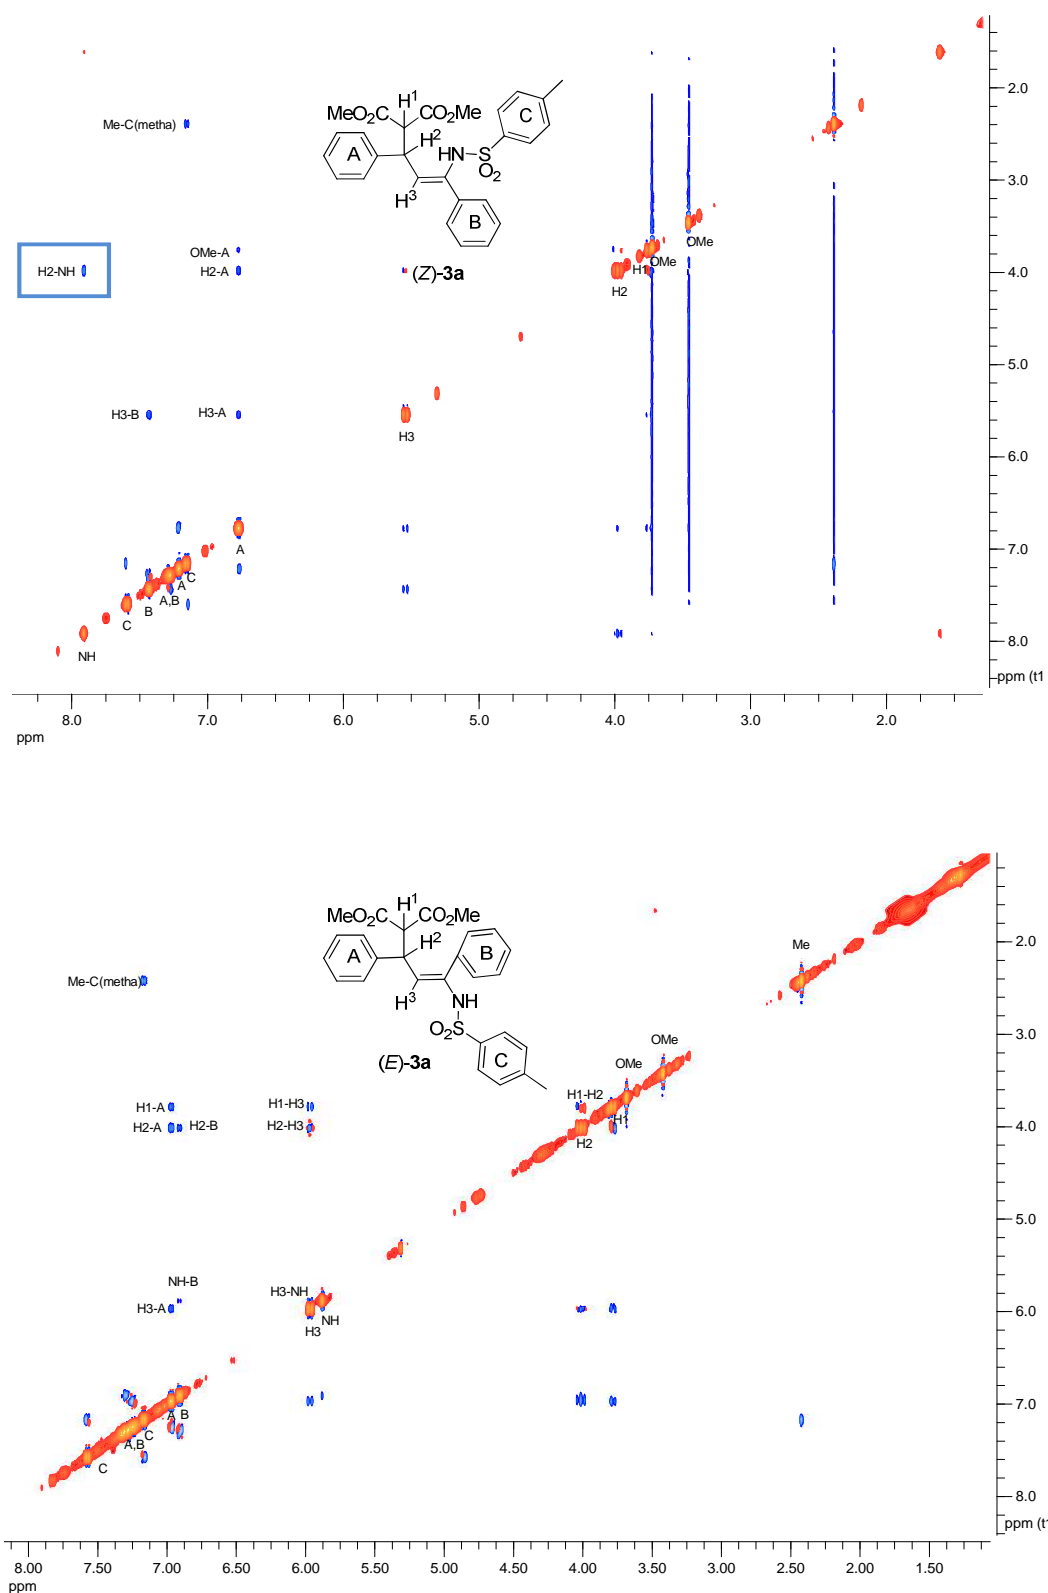 2.0
MeO₂C H¹ CO₂Me
C
Me-C(metha)
H²
A
HN S
O₂
3.0
H³
B
OMe-A
OMe
H2-NH
H2-A
(Z)-3a
H1 OMe
4.0
H2
5.0
H3-B
H3-A
H3
6.0
7.0
A
C
A
A,B
B
C
NH
8.0
ppm (t1
8.0 7.0 6.0 5.0 4.0 3.0 2.0
ppm
MeO₂C H¹ CO₂Me
H²
A
B
Me
2.0
Me-C(metha)
H³
NH
O₂S
3.0
(E)-3a
C
OMe
OMe
H1-A
H1-H3
H1-H2
H2-A
H2-B
H2-H3
H1
4.0
H2
5.0
NH-B
H3-NH
H3-A
6.0
NH
H3
7.0
A B
C
A,B
C
8.0
ppm (t1
8.00 7.50 7.00 6.50 6.00 5.50 5.00 4.50 4.00 3.50 3.00 2.50 2.00 1.50
ppm